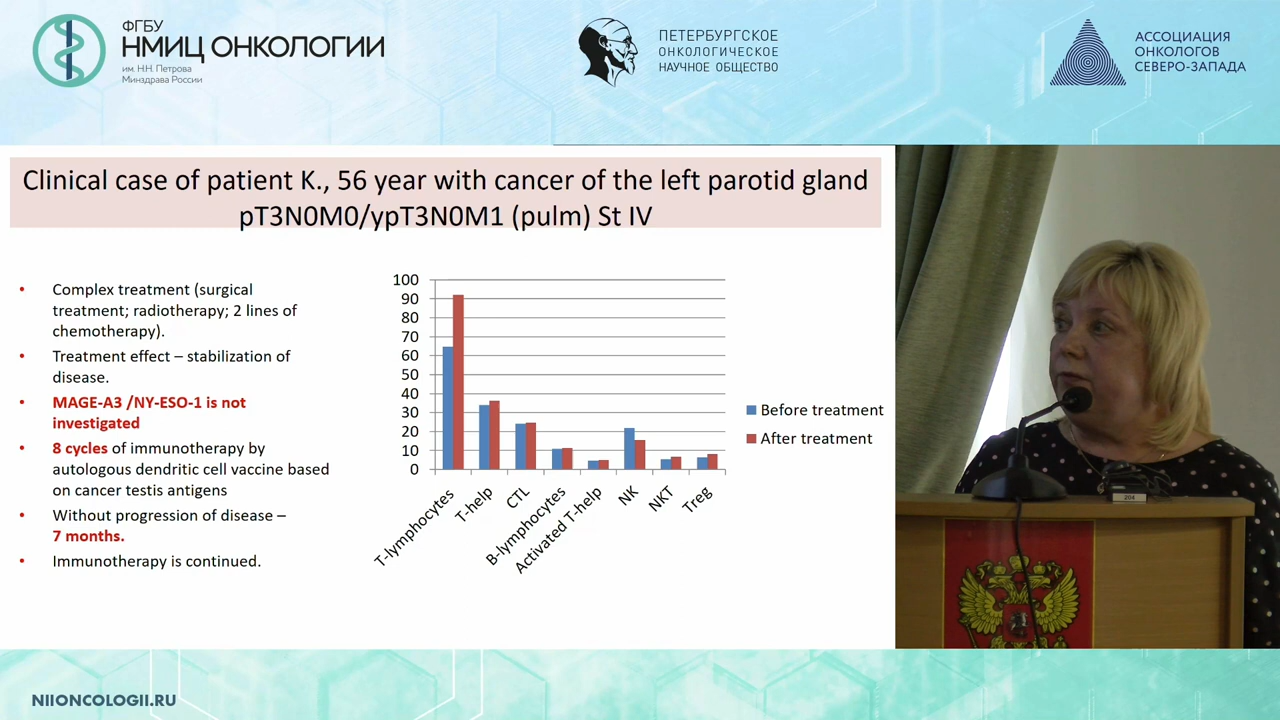 ФГБУ
НМИЦ ОНКОЛОГИИ
им. Н.Н. Петрова
Минздрава России
ПЕТЕРБУРГСКОЕ
ОНКОЛОГИЧЕСКОЕ
НАУЧНОЕ ОБЩЕСТВО
АССОЦИАЦИЯ
ОНКОЛОГОВ
СЕВЕРО-ЗАПАДА
Clinical case of patient K., 56 year with cancer of the left parotid gland
pT3N0M0/ypT3N0M1 (pulm) St IV
• Complex treatment (surgical
treatment; radiotherapy; 2 lines of
chemotherapy).
• Treatment effect – stabilization of
disease.
• MAGE-A3 /NY-ESO-1 is not
investigated
• 8 cycles of immunotherapy by
autologous dendritic cell vaccine based
on cancer testis antigens
• Without progression of disease –
7 months.
• Immunotherapy is continued.
100
90
80
70
60
50
40
30
20
10
0
T-lymphocytes
T-help
CTL
B-lymphocytes
Activated T-help
NK
NKT
Treg
Before treatment
After treatment
204
NIIONCOLOGII.RU